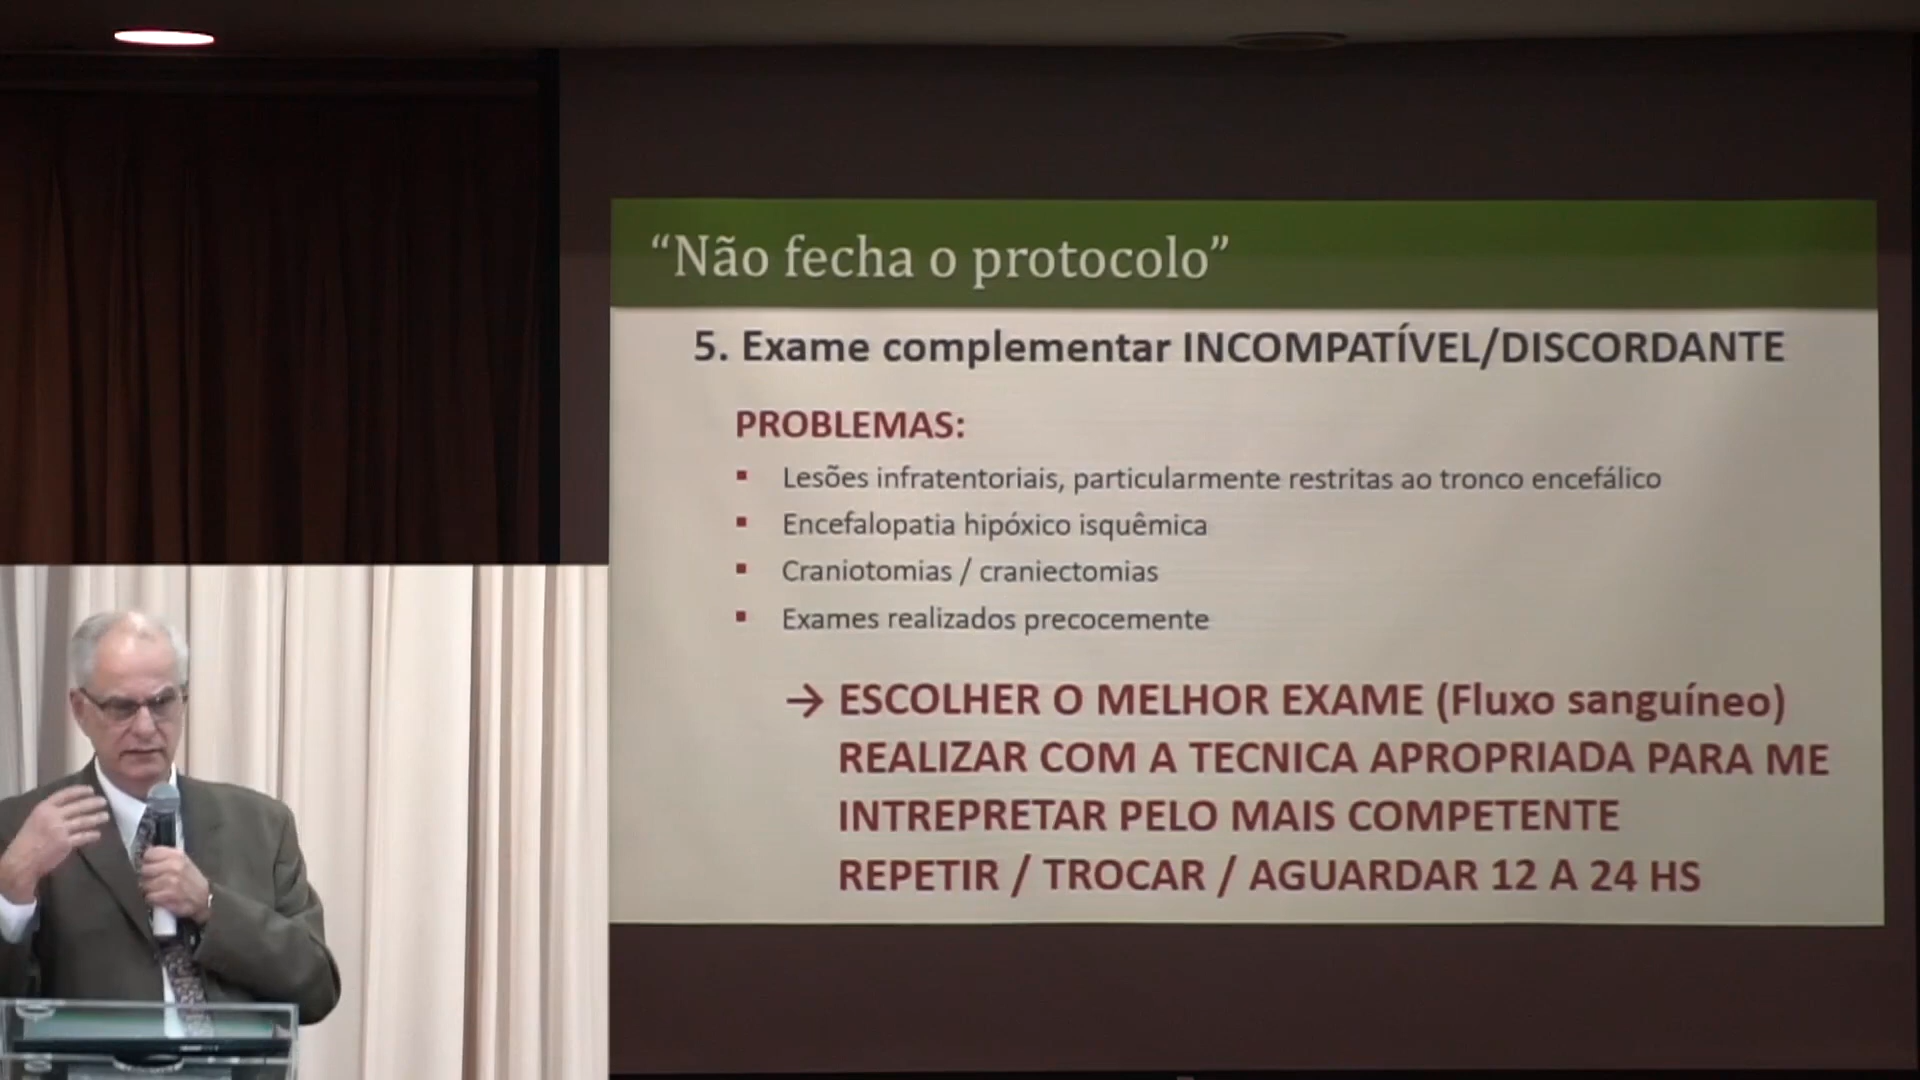 “Não fecha o protocolo”
5. Exame complementar INCOMPATÍVEL/DISCORDANTE
PROBLEMAS:
▪ Lesões infratentoriais, particularmente restritas ao tronco encefálico
▪ Encefalopatia hipóxico isquêmica
▪ Craniotomias / craniectomias
▪ Exames realizados precocemente
→ ESCOLHER O MELHOR EXAME (Fluxo sanguíneo)
REALIZAR COM A TECNICA APROPRIADA PARA ME
INTREPRETAR PELO MAIS COMPETENTE
REPETIR / TROCAR / AGUARDAR 12 A 24 HS